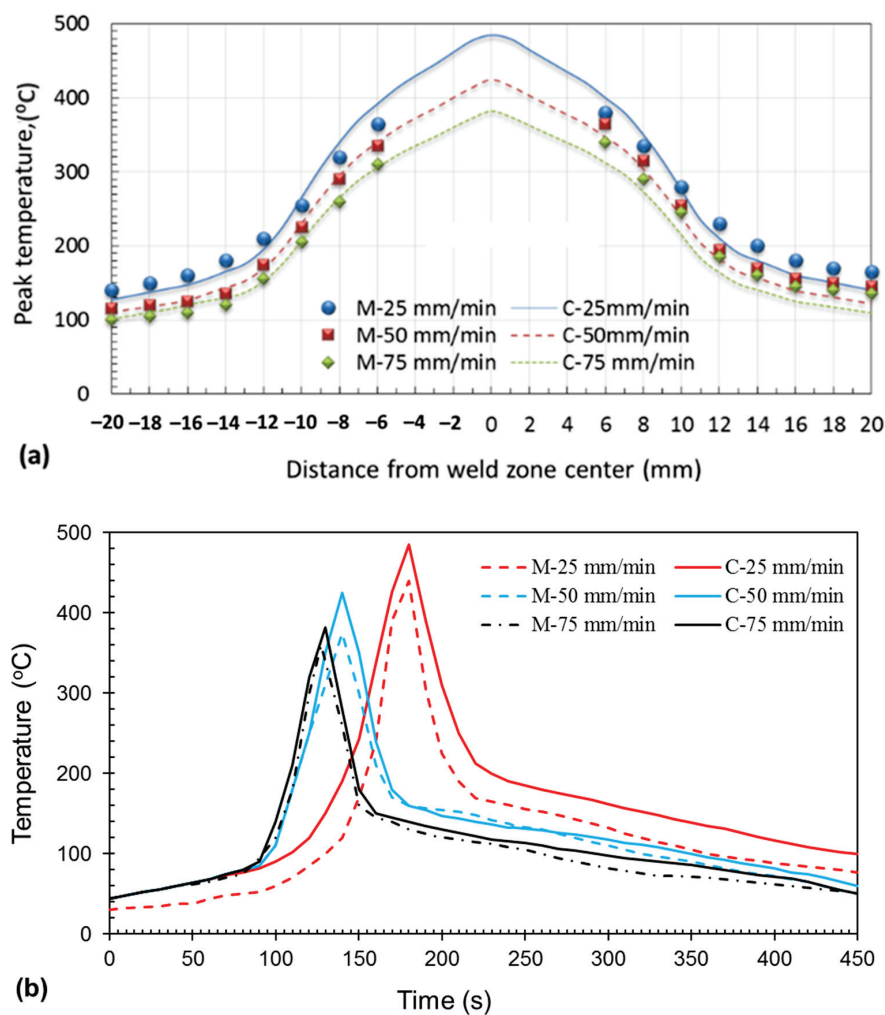 500
400
300
200
100
0
Peak temperature,(⁰C)
M-25 mm/min C-25mm/min
M-50 mm/min C-50mm/min
M-75 mm/min C-75 mm/min
−20 −18 −16 −14 −12 −10 −8 −6 −4 −2 0 2 4 6 8 10 12 14 16 18 20
(a)
Distance from weld zone center (mm)
500
400
300
200
100
0
Temperature (⁰C)
M-25 mm/min C-25 mm/min
M-50 mm/min C-50 mm/min
M-75 mm/min C-75 mm/min
0 50 100 150 200 250 300 350 400 450
(b)
Time (s)